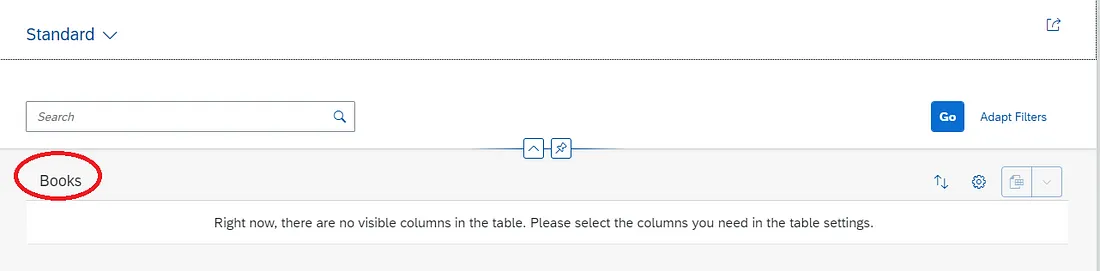 Standard
Search
Go Adapt Filters
Books
Right now, there are no visible columns in the table. Please select the columns you need in the table settings.